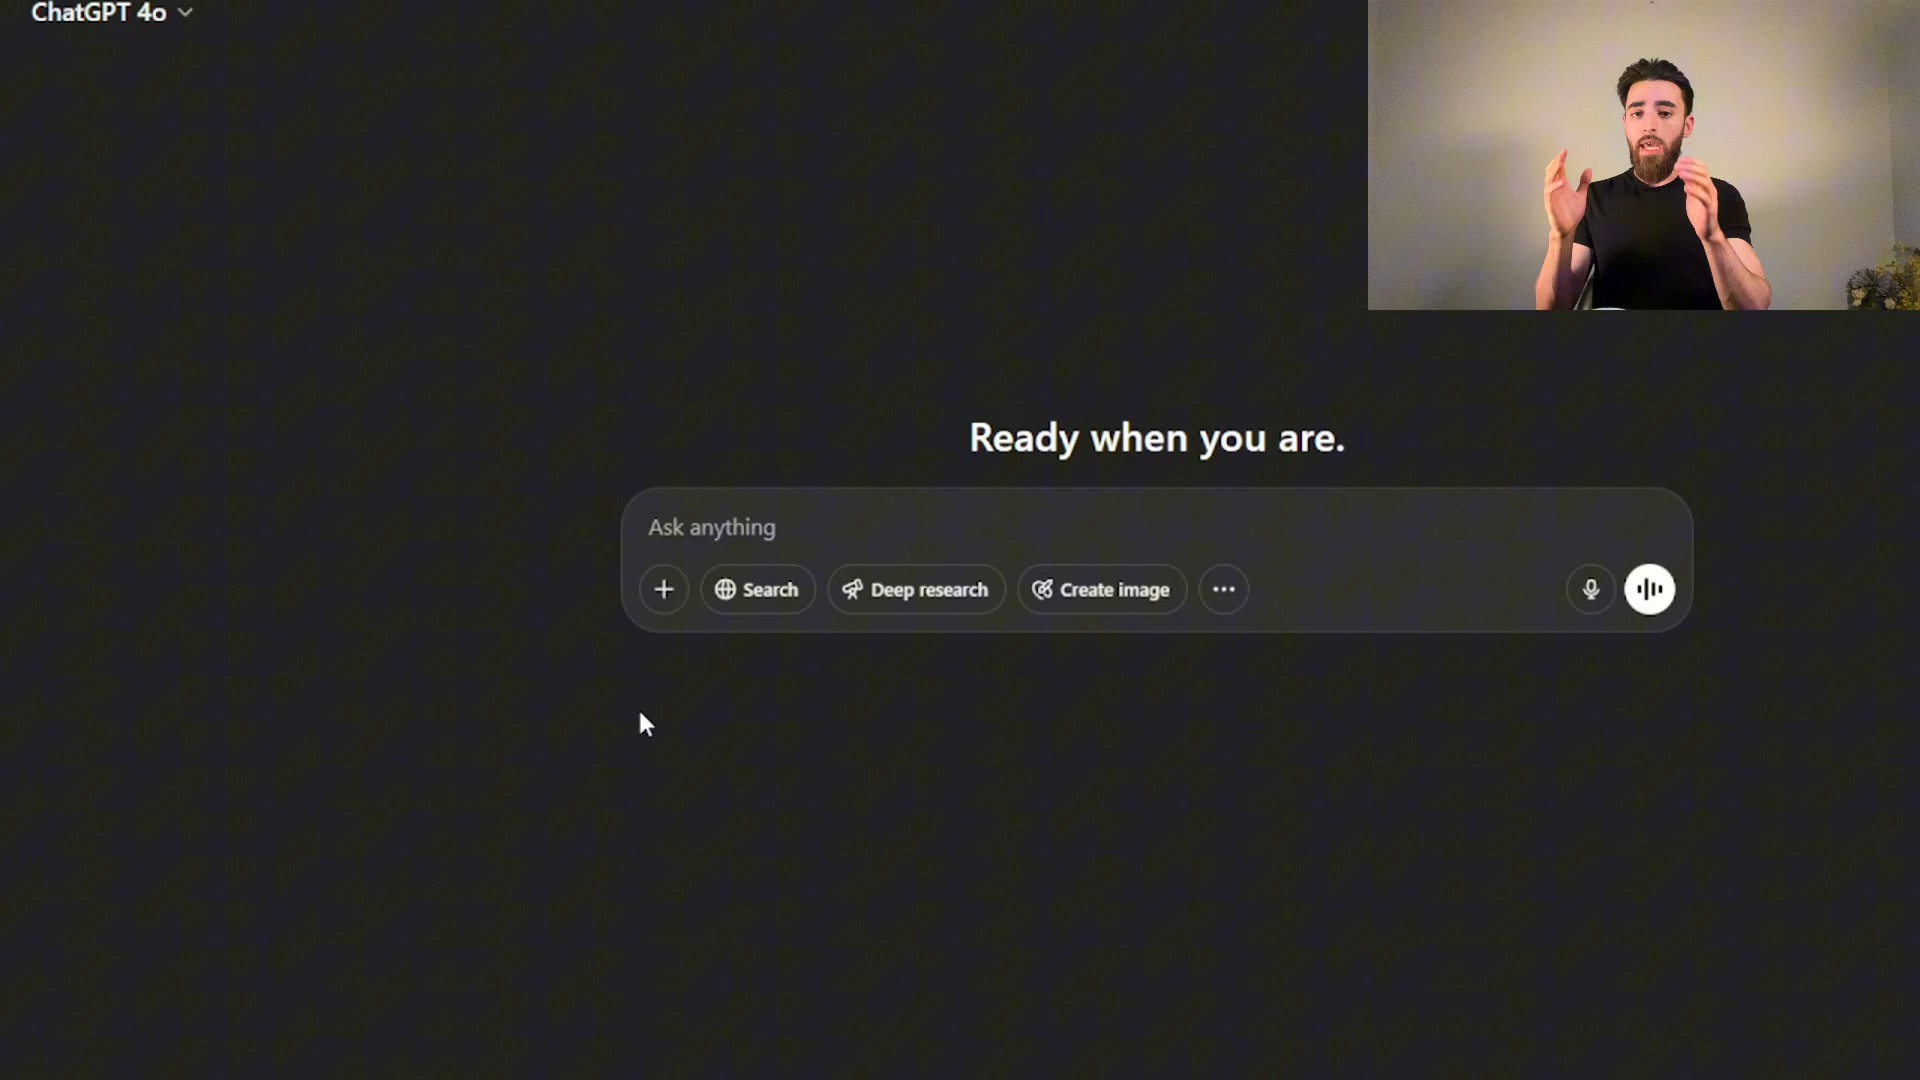 ChatGPT 4o
Ready when you are.
Ask anything
Search Deep research Create image